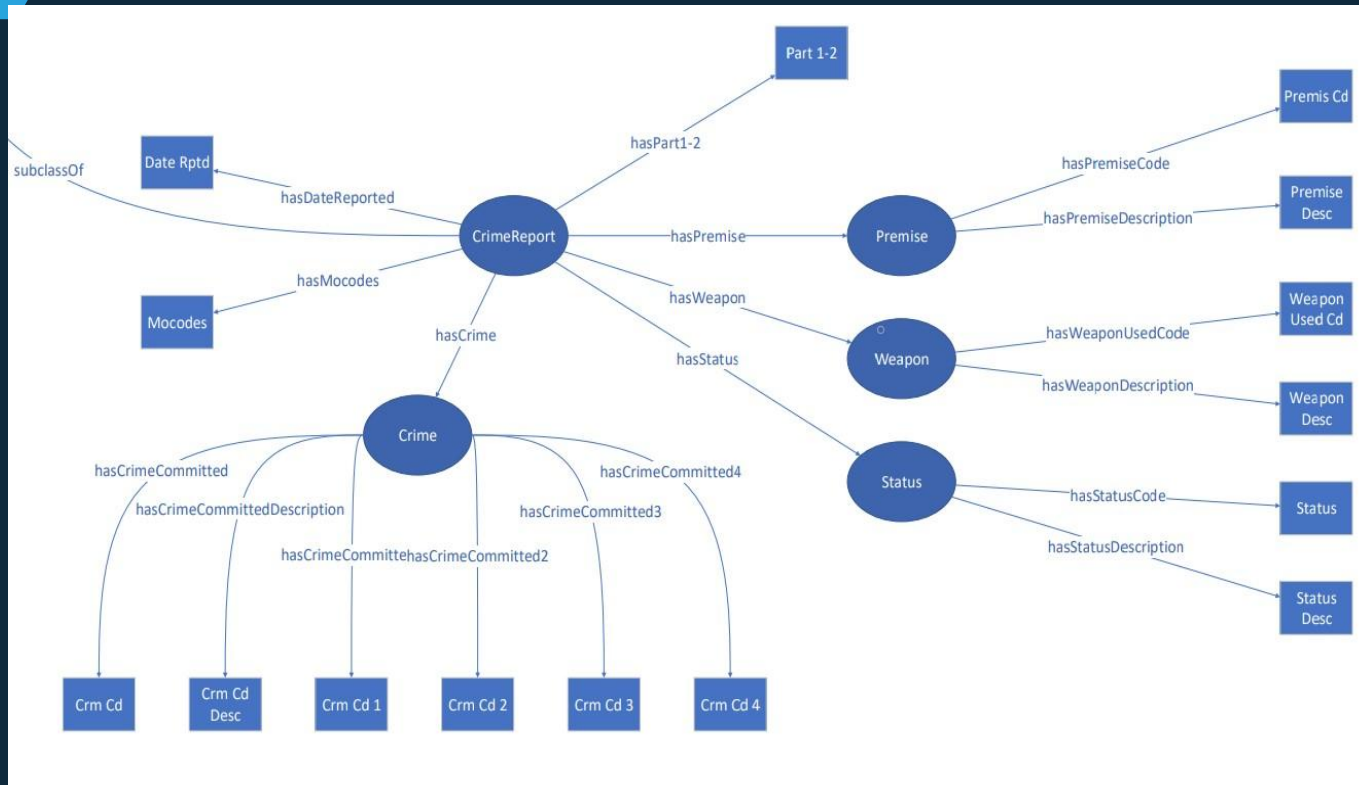 Part 1-2
Premis Cd
hasPart1-2
Date Rptd
subclassOf
hasPremiseCode
hasDateReported
Premise
Desc
hasPremiseDescription
CrimeReport
hasPremise
Premise
hasMocodes
hasWeapon
Weapon
Used Cd
Mocodes
hasCrime
hasWeaponUsedCode
hasStatus
Weapon
hasWeaponDescription
Weapon
Desc
Crime
hasCrimeCommitted
hasCrimeCommitted4
Status
hasStatusCode
Status
hasCrimeCommittedDescription
hasCrimeCommitted3
hasStatusDescription
hasCrimeCommitte
hasCrimeCommitted2
Status
Desc
Crm Cd
Crm Cd
Desc
Crm Cd 1
Crm Cd 2
Crm Cd 3
Crm Cd 4